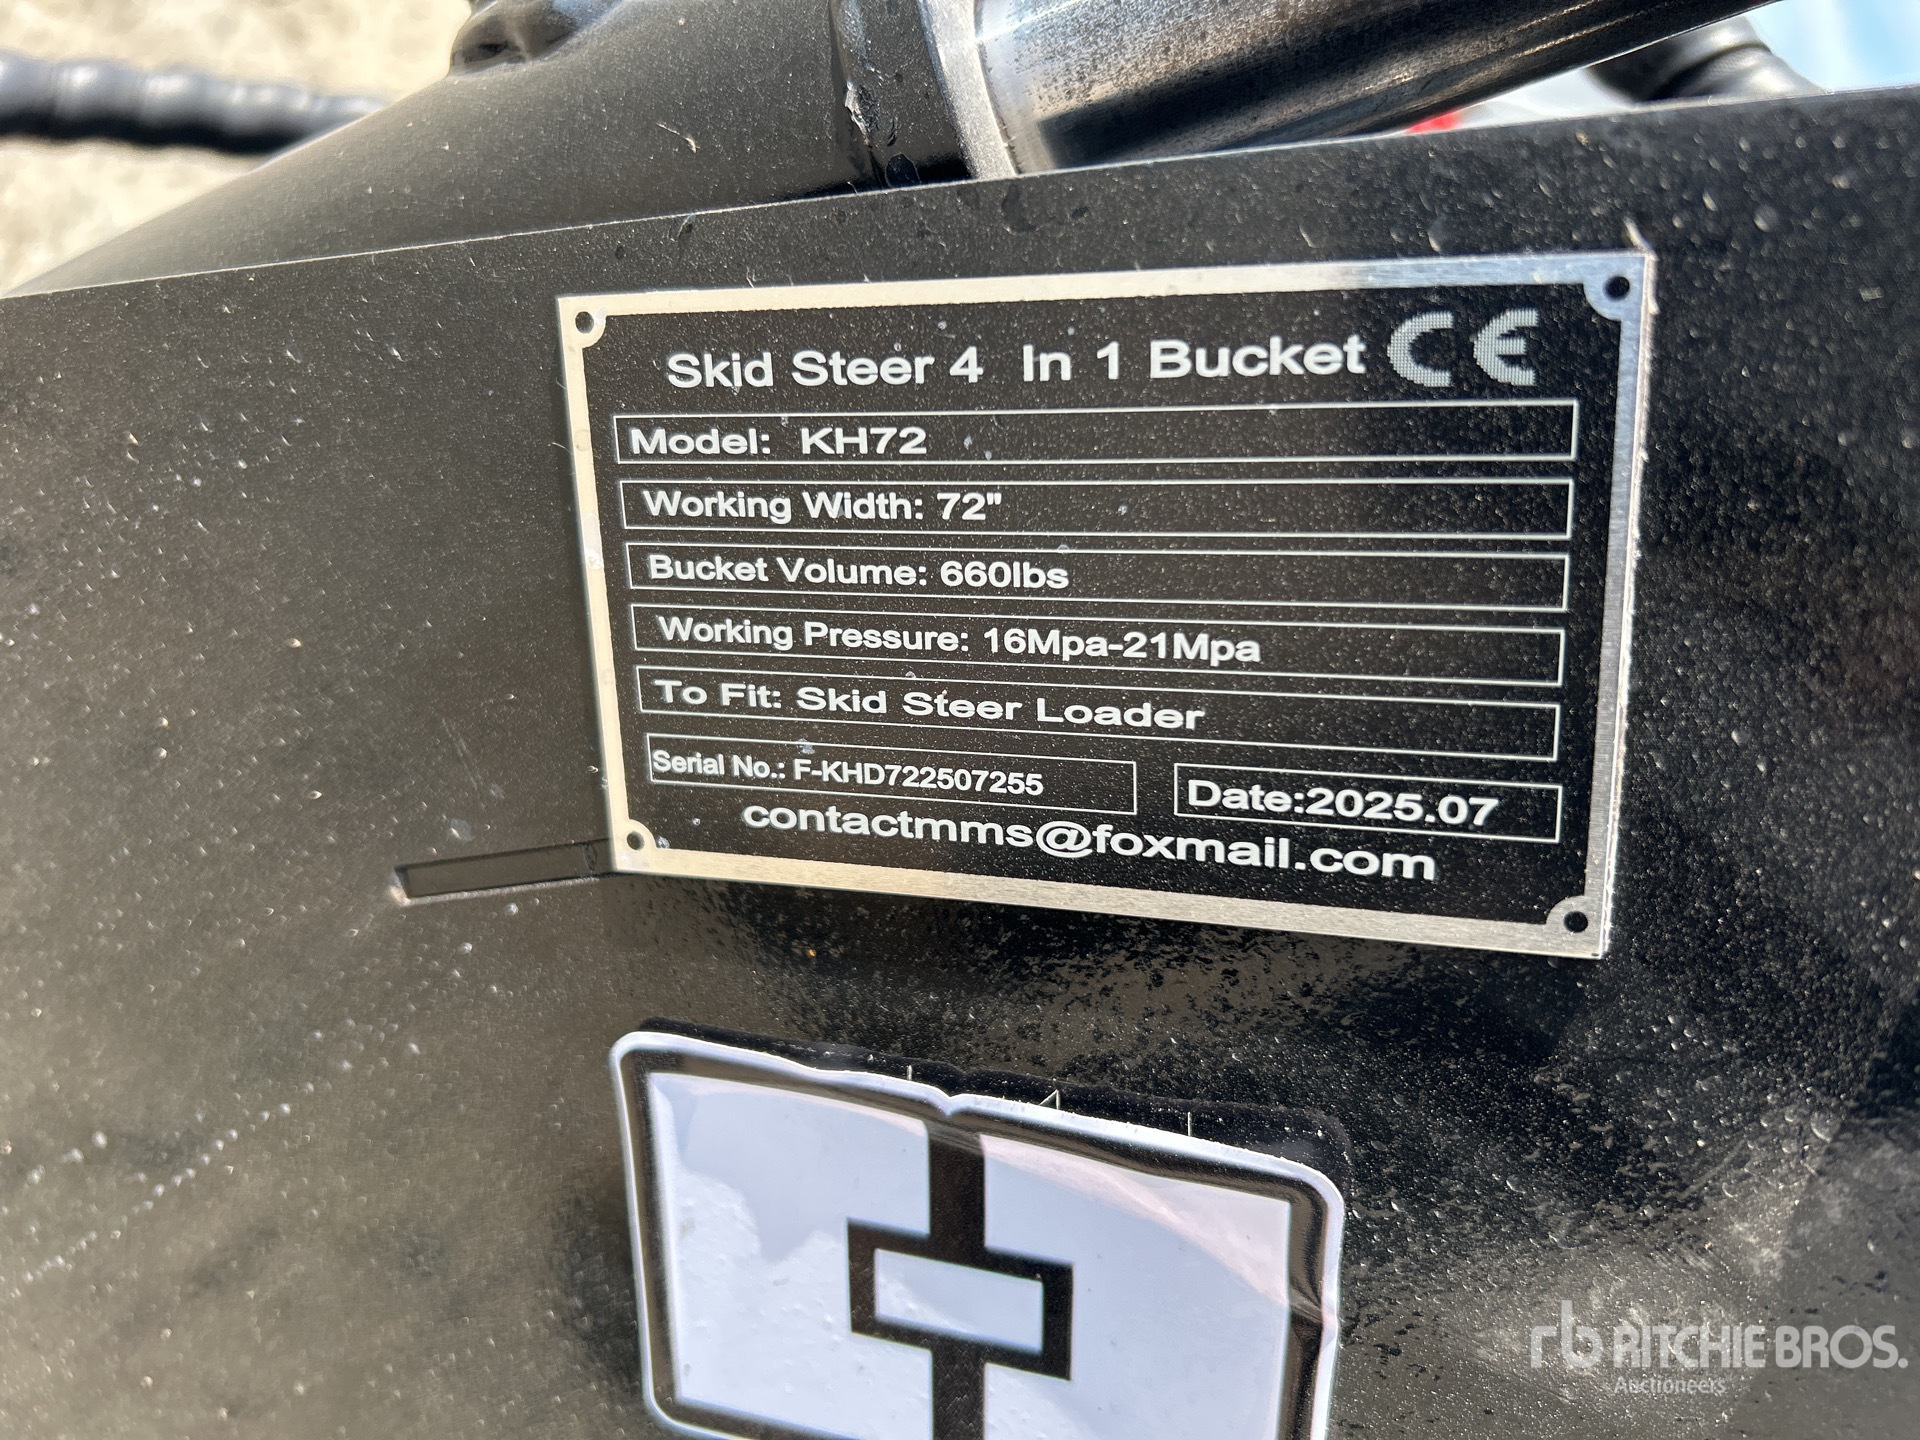 Skid Steer 4 In 1 Bucket CE
Model: KH72
Working Width: 72"
Bucket Volume: 660lbs
Working Pressure: 16Mpa-21Mpa
To Fit: Skid Steer Loader
Serial No.: F-KHD722507255 Date:2025.07
contactmms@foxmail.com
rb RITCHIE BROS.
Auctioneers